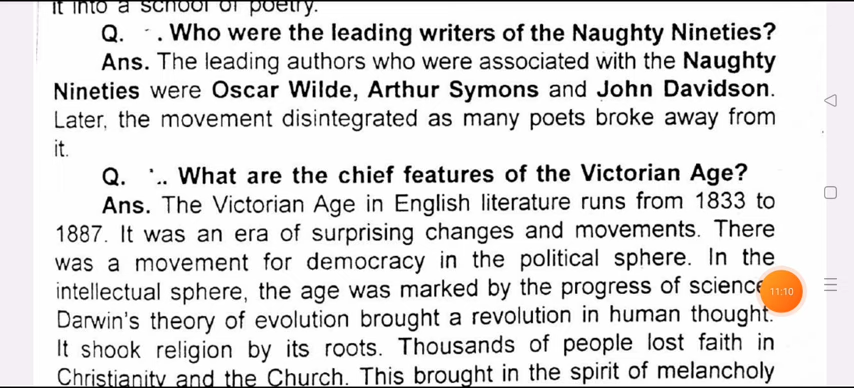 it into a school of poetry.
Q. . Who were the leading writers of the Naughty Nineties?
Ans. The leading authors who were associated with the Naughty
Nineties were Oscar Wilde, Arthur Symons and John Davidson.
Later, the movement disintegrated as many poets broke away from
it.
Q. .. What are the chief features of the Victorian Age?
Ans. The Victorian Age in English literature runs from 1833 to
1887. It was an era of surprising changes and movements. There
was a movement for democracy in the political sphere. In the
intellectual sphere, the age was marked by the progress of science
11:10
Darwin's theory of evolution brought a revolution in human thought.
It shook religion by its roots. Thousands of people lost faith in
Christianity and the Church. This brought in the spirit of melancholy